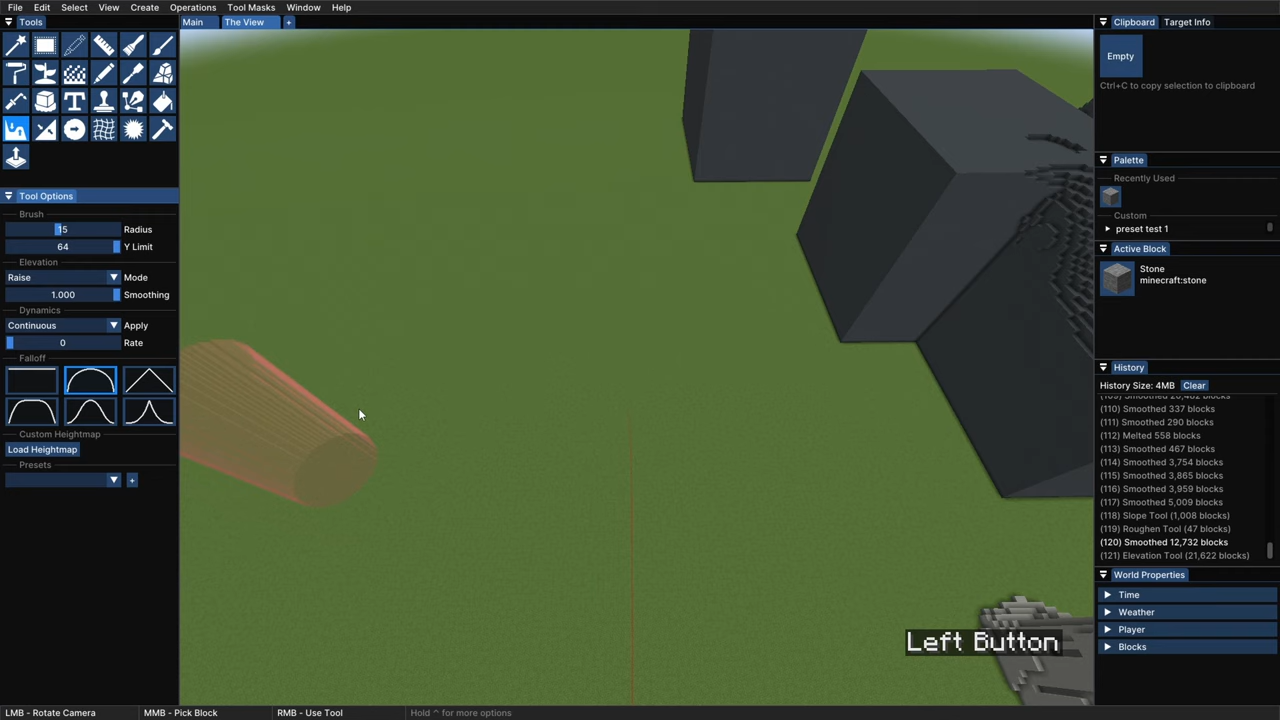 File Edit Select View Create Operations Tool Masks Window Help
Tools
Main The View +
Clipboard Target Info
Empty
Ctrl+C to copy selection to clipboard
Palette
Recently Used
Custom
preset test 1
Active Block
Stone
minecraft:stone
Tool Options
Brush
15 Radius
64 Y Limit
Elevation
Raise Mode
1.000 Smoothing
Dynamics
Continuous Apply
0 Rate
Falloff
Custom Heightmap
Load Heightmap
Presets
+
History
History Size: 4MB Clear
(110) Smoothed 337 blocks
(111) Smoothed 290 blocks
(112) Melted 558 blocks
(113) Smoothed 467 blocks
(114) Smoothed 3,754 blocks
(115) Smoothed 3,865 blocks
(116) Smoothed 3,959 blocks
(117) Smoothed 5,009 blocks
(118) Slope Tool (1,008 blocks)
(119) Roughen Tool (47 blocks)
(120) Smoothed 12,732 blocks
(121) Elevation Tool (21,622 blocks)
World Properties
Time
Weather
Player
Blocks
Left Button
LMB - Rotate Camera MMB - Pick Block RMB - Use Tool Hold ^ for more options